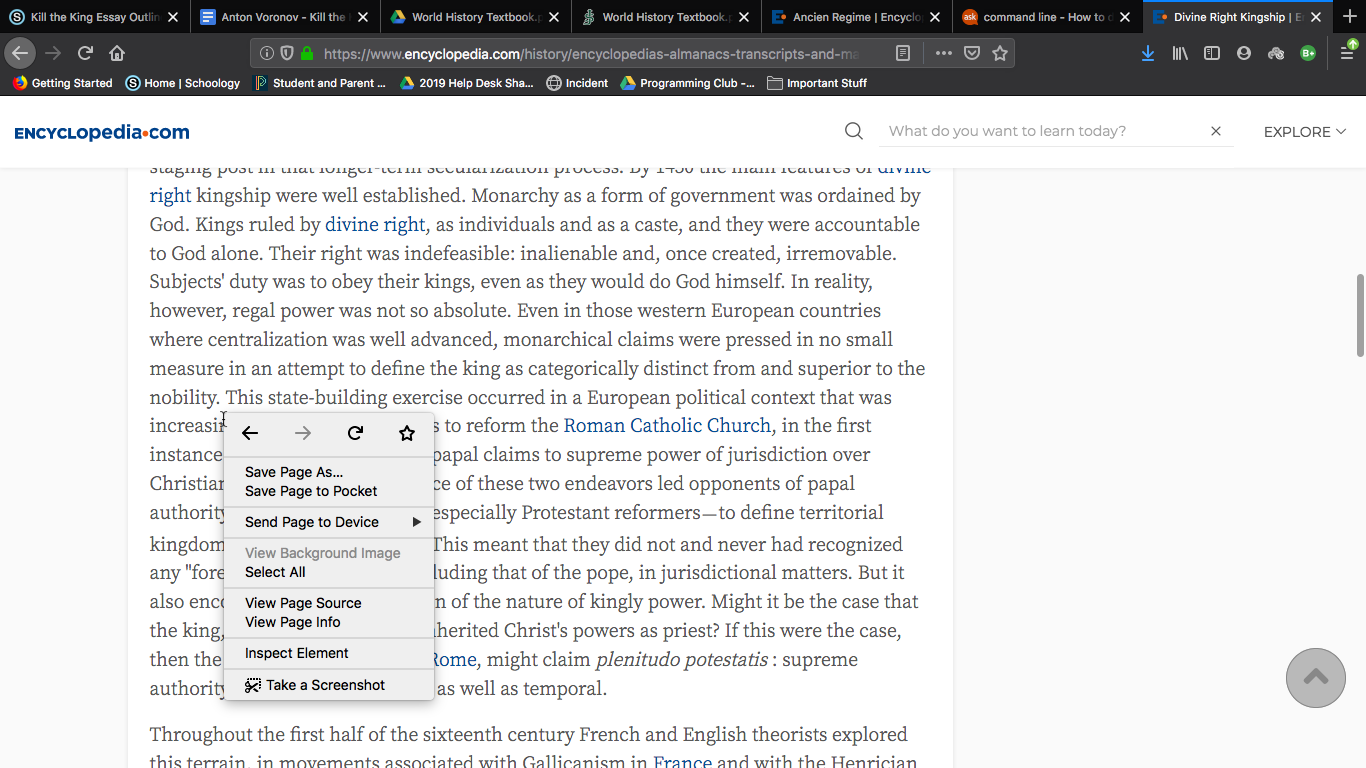 Kill the King Essay Outlin
Anton Voronov - Kill the
World History Textbook.p
World History Textbook.p
Ancien Regime | Encyclo
ask
command line - How to
Divine Right Kingship | E
https://www.encyclopedia.com/history/encyclopedias-almanacs-transcripts-and-ma
B+
Getting Started
Home | Schoology
Student and Parent ...
2019 Help Desk Sha...
Incident
Programming Club -...
Important Stuff
ENCYCLOpedia.com
What do you want to learn today?
EXPLORE
staging post in that longer-term secularization process. By 1450 the main features of divine
right kingship were well established. Monarchy as a form of government was ordained by
God. Kings ruled by divine right, as individuals and as a caste, and they were accountable
to God alone. Their right was indefeasible: inalienable and, once created, irremovable.
Subjects' duty was to obey their kings, even as they would do God himself. In reality,
however, regal power was not so absolute. Even in those western European countries
where centralization was well advanced, monarchical claims were pressed in no small
measure in an attempt to define the king as categorically distinct from and superior to the
nobility. This state-building exercise occurred in a European political context that was
increasi s to reform the Roman Catholic Church, in the first
instance papal claims to supreme power of jurisdiction over
Christian ce of these two endeavors led opponents of papal
authority especially Protestant reformers—to define territorial
kingdom This meant that they did not and never had recognized
any "fore luding that of the pope, in jurisdictional matters. But it
also enco n of the nature of kingly power. Might it be the case that
the king, herited Christ's powers as priest? If this were the case,
then the Rome, might claim plenitudo potestatis : supreme
authority as well as temporal.
Throughout the first half of the sixteenth century French and English theorists explored
this terrain, in movements associated with Gallicanism in France and with the Henrician
Save Page As...
Save Page to Pocket
Send Page to Device
View Background Image
Select All
View Page Source
View Page Info
Inspect Element
Take a Screenshot